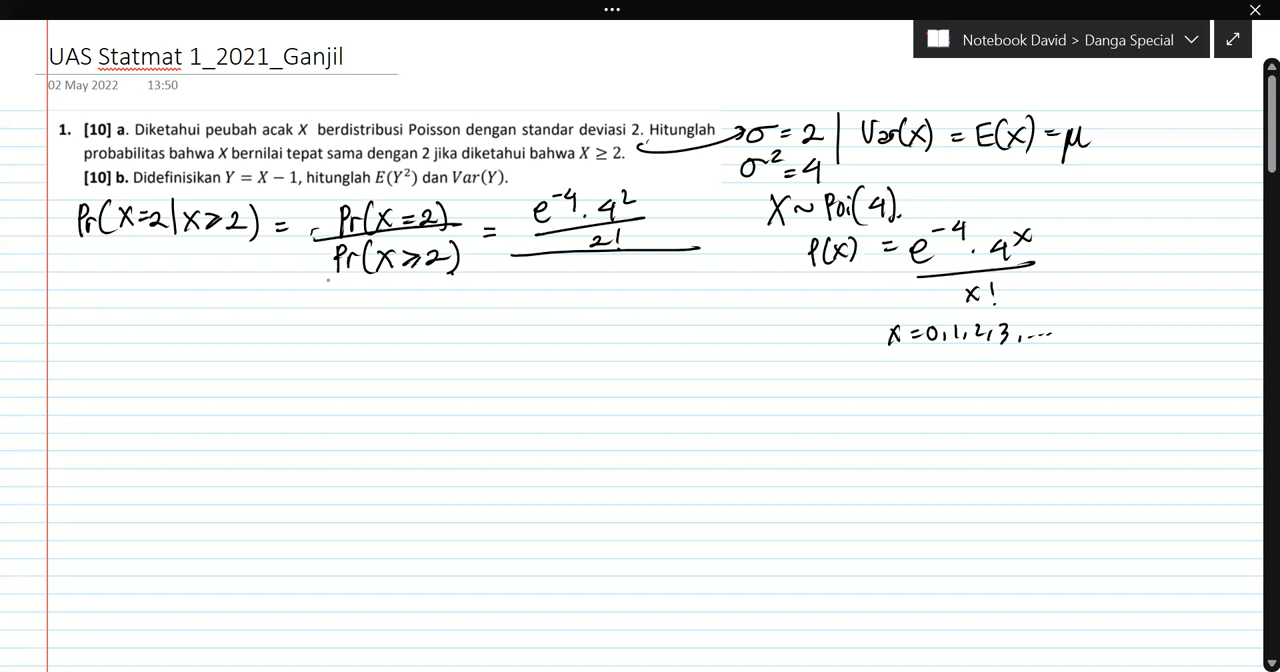 Notebook David > Danga Special
UAS Statmat 1_2021_Ganjil
02 May 2022 13:50
1. [10] a. Diketahui peubah acak X berdistribusi Poisson dengan standar deviasi 2. Hitunglah
probabilitas bahwa X bernilai tepat sama dengan 2 jika diketahui bahwa X ≥ 2.
[10] b. Didefinisikan Y = X − 1, hitunglah E(Y²) dan Var(Y).
σ = 2 | Var(X) = E(X) = μ
σ² = 4
X ~ Poi(4).
P(x) = e⁻⁴ · 4ˣ / x!
x = 0, 1, 2, 3, ...
Pr(X=2|X≥2) = Pr(X=2) / Pr(X≥2) = e⁻⁴ · 4² / 2!